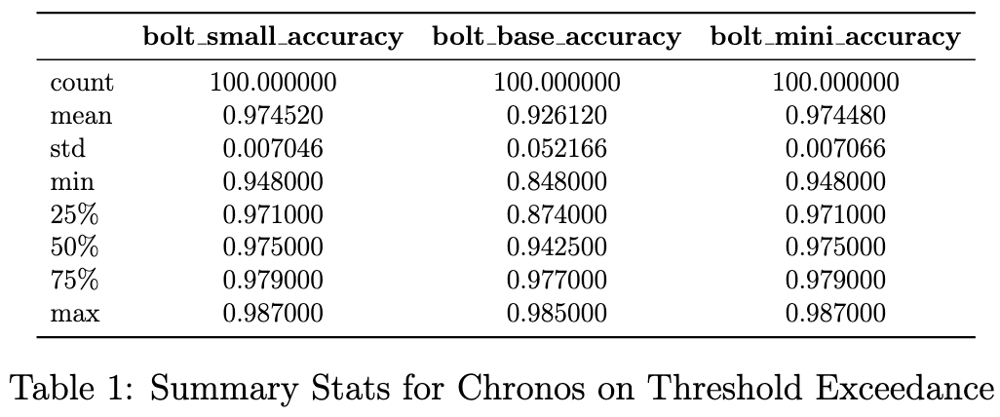 bolt_small_accuracy bolt_base_accuracy bolt_mini_accuracy
count 100.000000 100.000000 100.000000
mean 0.974520 0.926120 0.974480
std 0.007046 0.052166 0.007066
min 0.948000 0.848000 0.948000
25% 0.971000 0.874000 0.971000
50% 0.975000 0.942500 0.975000
75% 0.979000 0.977000 0.979000
max 0.987000 0.985000 0.987000
Table 1: Summary Stats for Chronos on Threshold Exceedance